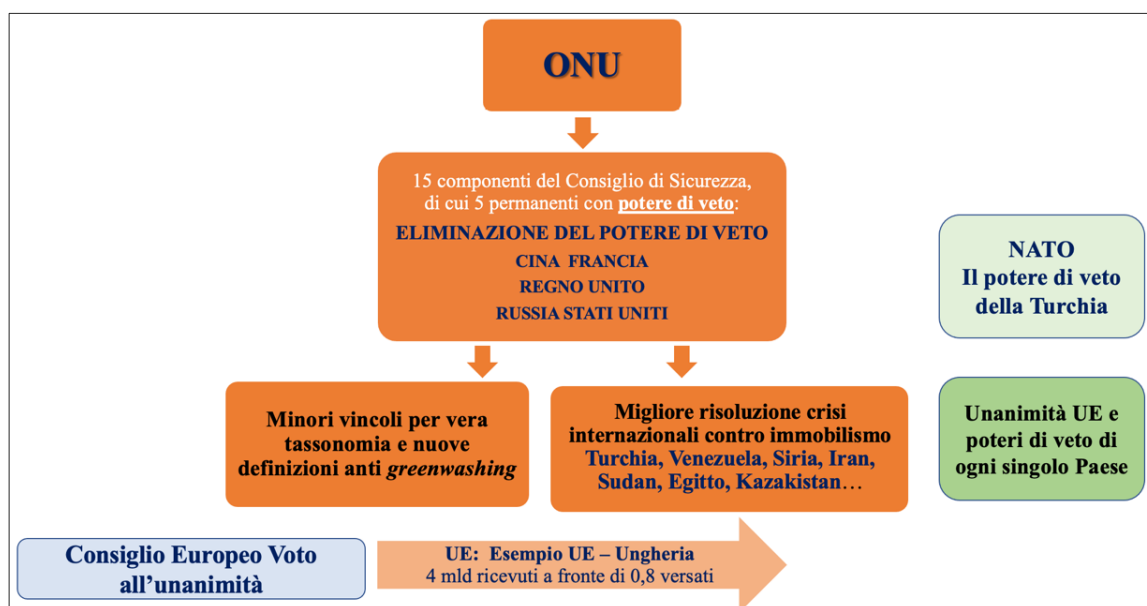 ONU
15 componenti del Consiglio di Sicurezza,
di cui 5 permanenti con potere di veto:
ELIMINAZIONE DEL POTERE DI VETO
CINA FRANCIA
REGNO UNITO
RUSSIA STATI UNITI
NATO
Il potere di veto
della Turchia
Minori vincoli per vera
tassonomia e nuove
definizioni anti greenwashing
Migliore risoluzione crisi
internazionali contro immobilismo
Turchia, Venezuela, Siria, Iran,
Sudan, Egitto, Kazakistan…
Unanimità UE e
poteri di veto di
ogni singolo Paese
Consiglio Europeo Voto
all’unanimità
UE: Esempio UE – Ungheria
4 mld ricevuti a fronte di 0,8 versati